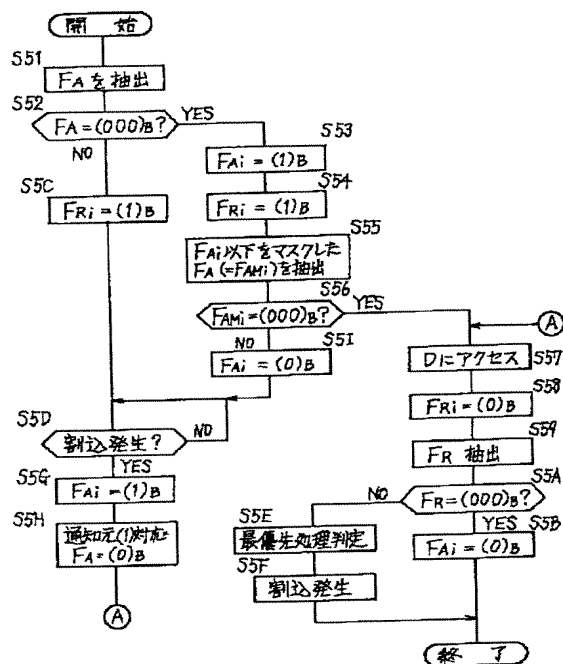 開 始
S51
FAを抽出
S52
FA=(000)B?
YES
NO
S53
FAi=(1)B
S54
FRi=(1)B
S5C
FRi=(1)B
S55
FAi以下をマスクした
FA(=FAMi)を抽出
S56
FAMi=(000)B?
YES
NO
S5I
FAi=(0)B
A
Dにアクセス
S57
S58
FRi=(0)B
S59
FR 抽出
S5A
FR=(000)B?
NO
YES
S5B
FAi=(0)B
S5D
割込発生?
NO
YES
S5G
FAi=(1)B
S5H
通知元(1)対応
FA=(0)B
A
S5E
最優先処理判定
S5F
割込発生
終 了